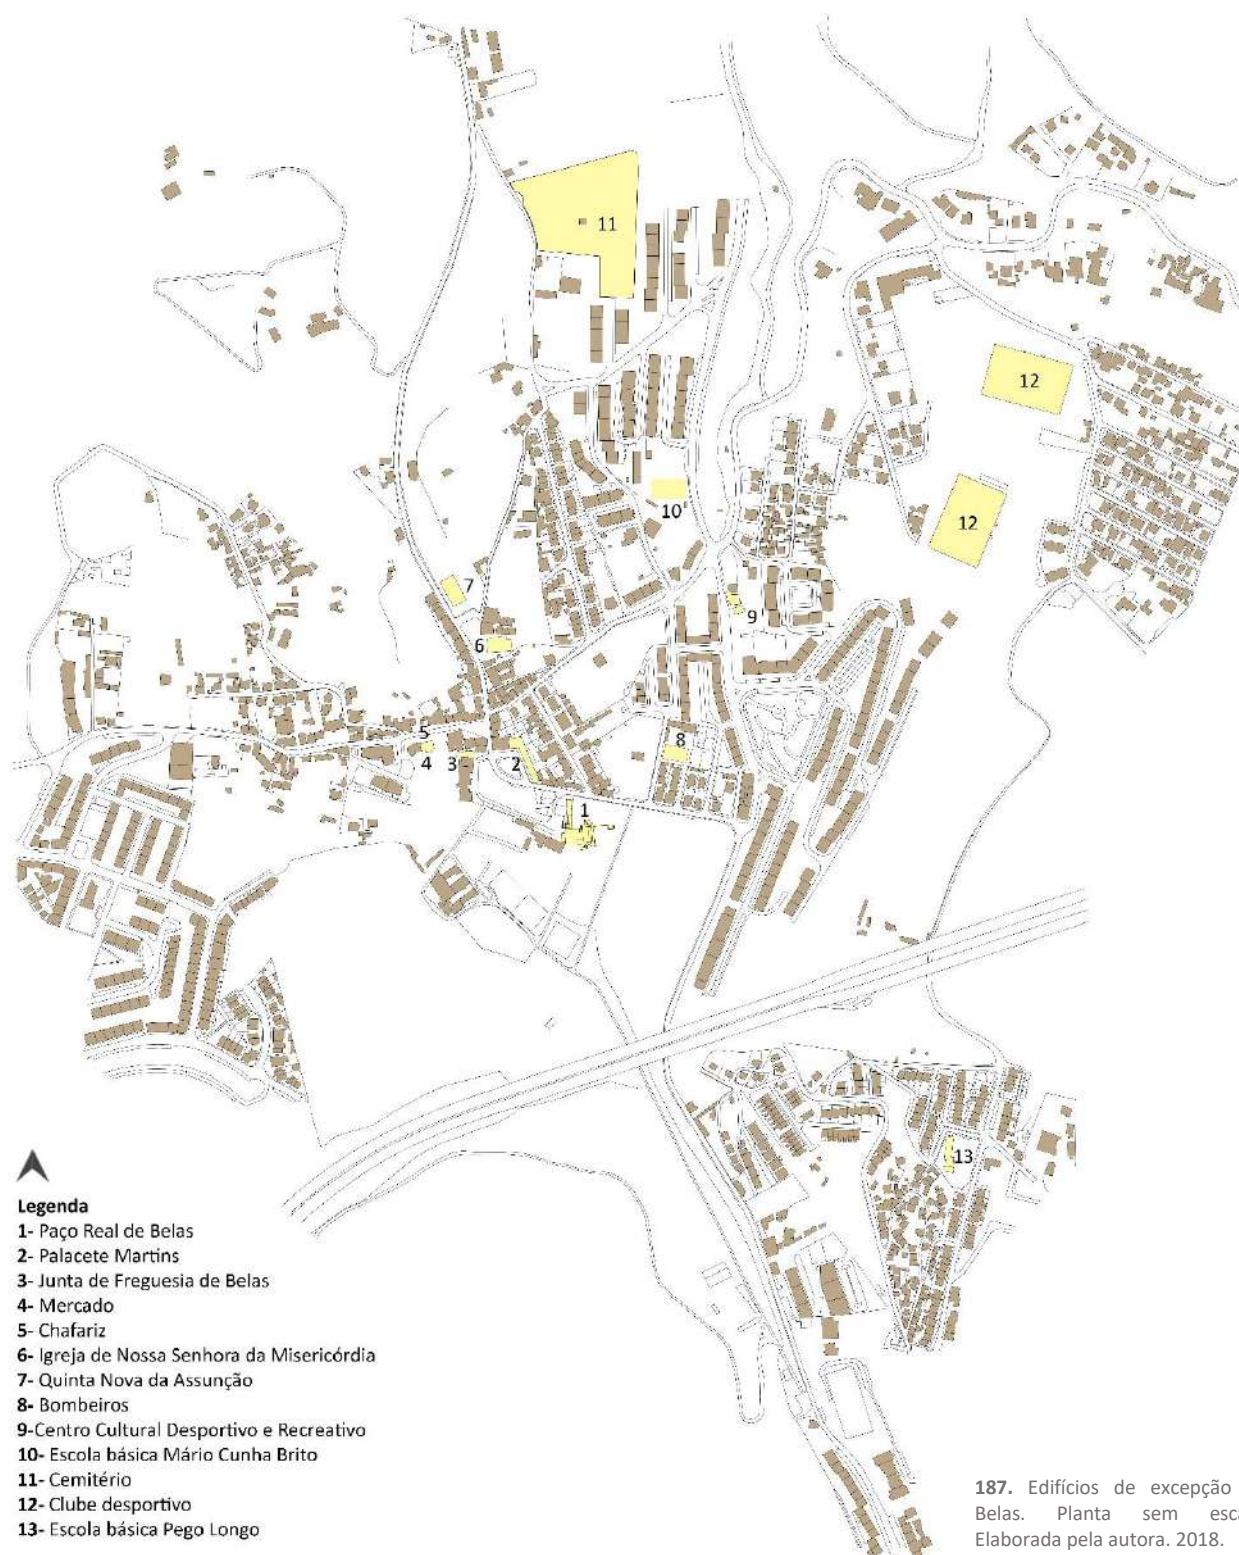 11
12
12
10
7
9
6
5
4
3
2
8
1
13
Legenda
1- Paço Real de Belas
2- Palacete Martins
3- Junta de Freguesia de Belas
4- Mercado
5- Chafariz
6- Igreja de Nossa Senhora da Misericórdia
7- Quinta Nova da Assunção
8- Bombeiros
9-Centro Cultural Desportivo e Recreativo
10- Escola básica Mário Cunha Brito
11- Cemitério
12- Clube desportivo
13- Escola básica Pego Longo
187. Edifícios de excepção
Belas. Planta sem esc
Elaborada pela autora. 2018.